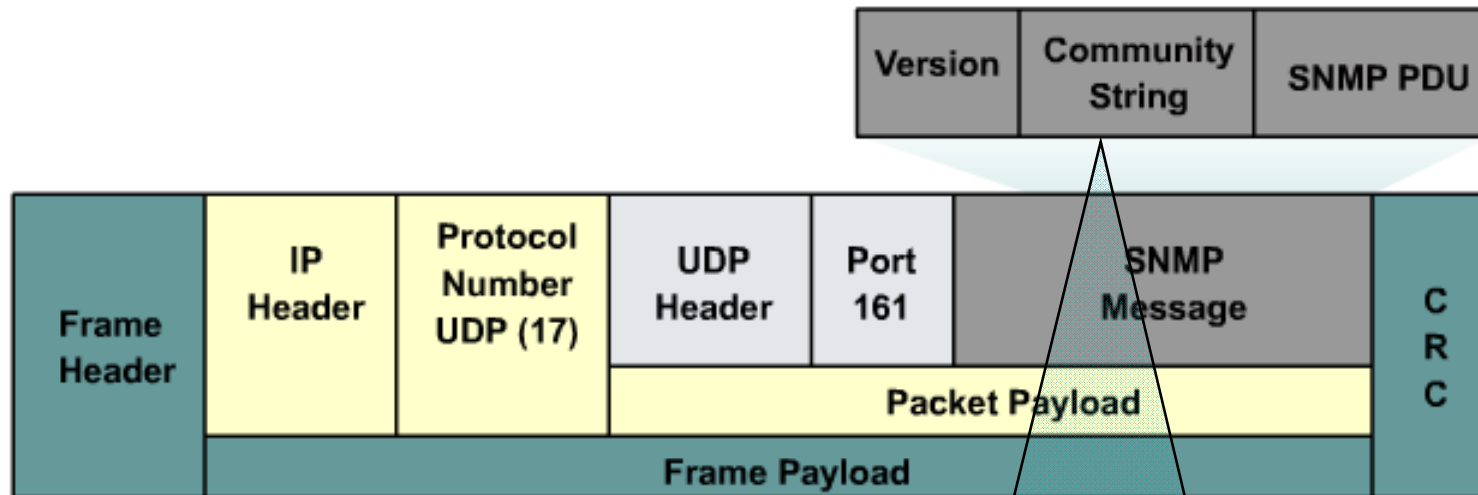 Version
Community
String
SNMP PDU
Frame
Header
IP
Header
Protocol
Number
UDP (17)
UDP
Header
Port
161
SNMP
Message
C
R
C
Packet Payload
Frame Payload